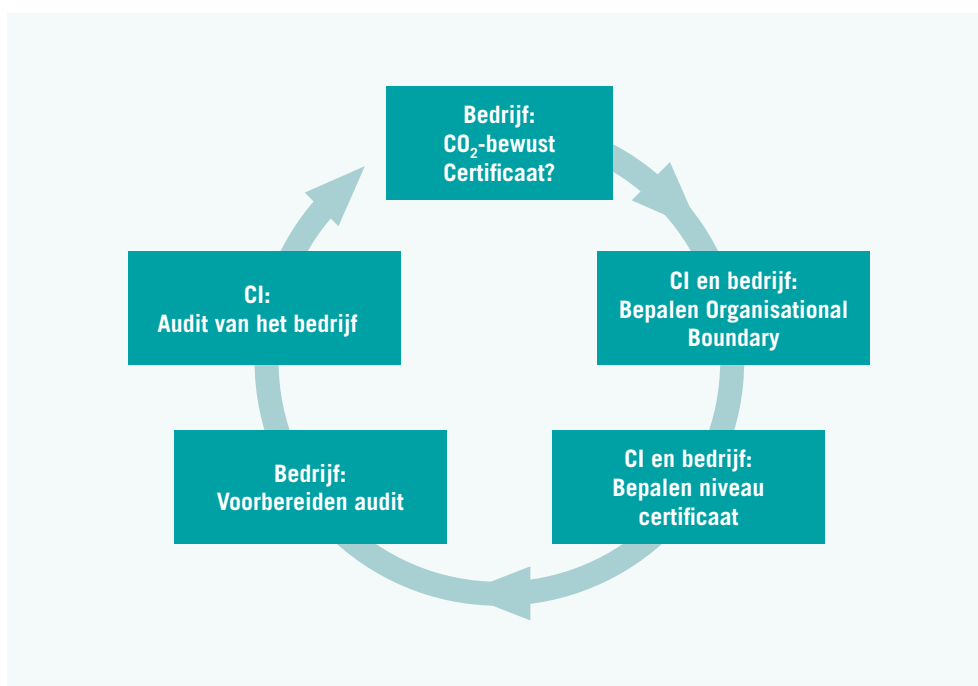 Bedrijf:
CO₂-bewust
Certificaat?
CI en bedrijf:
Bepalen Organisational
Boundary
CI en bedrijf:
Bepalen niveau
certificaat
Bedrijf:
Voorbereiden audit
CI:
Audit van het bedrijf